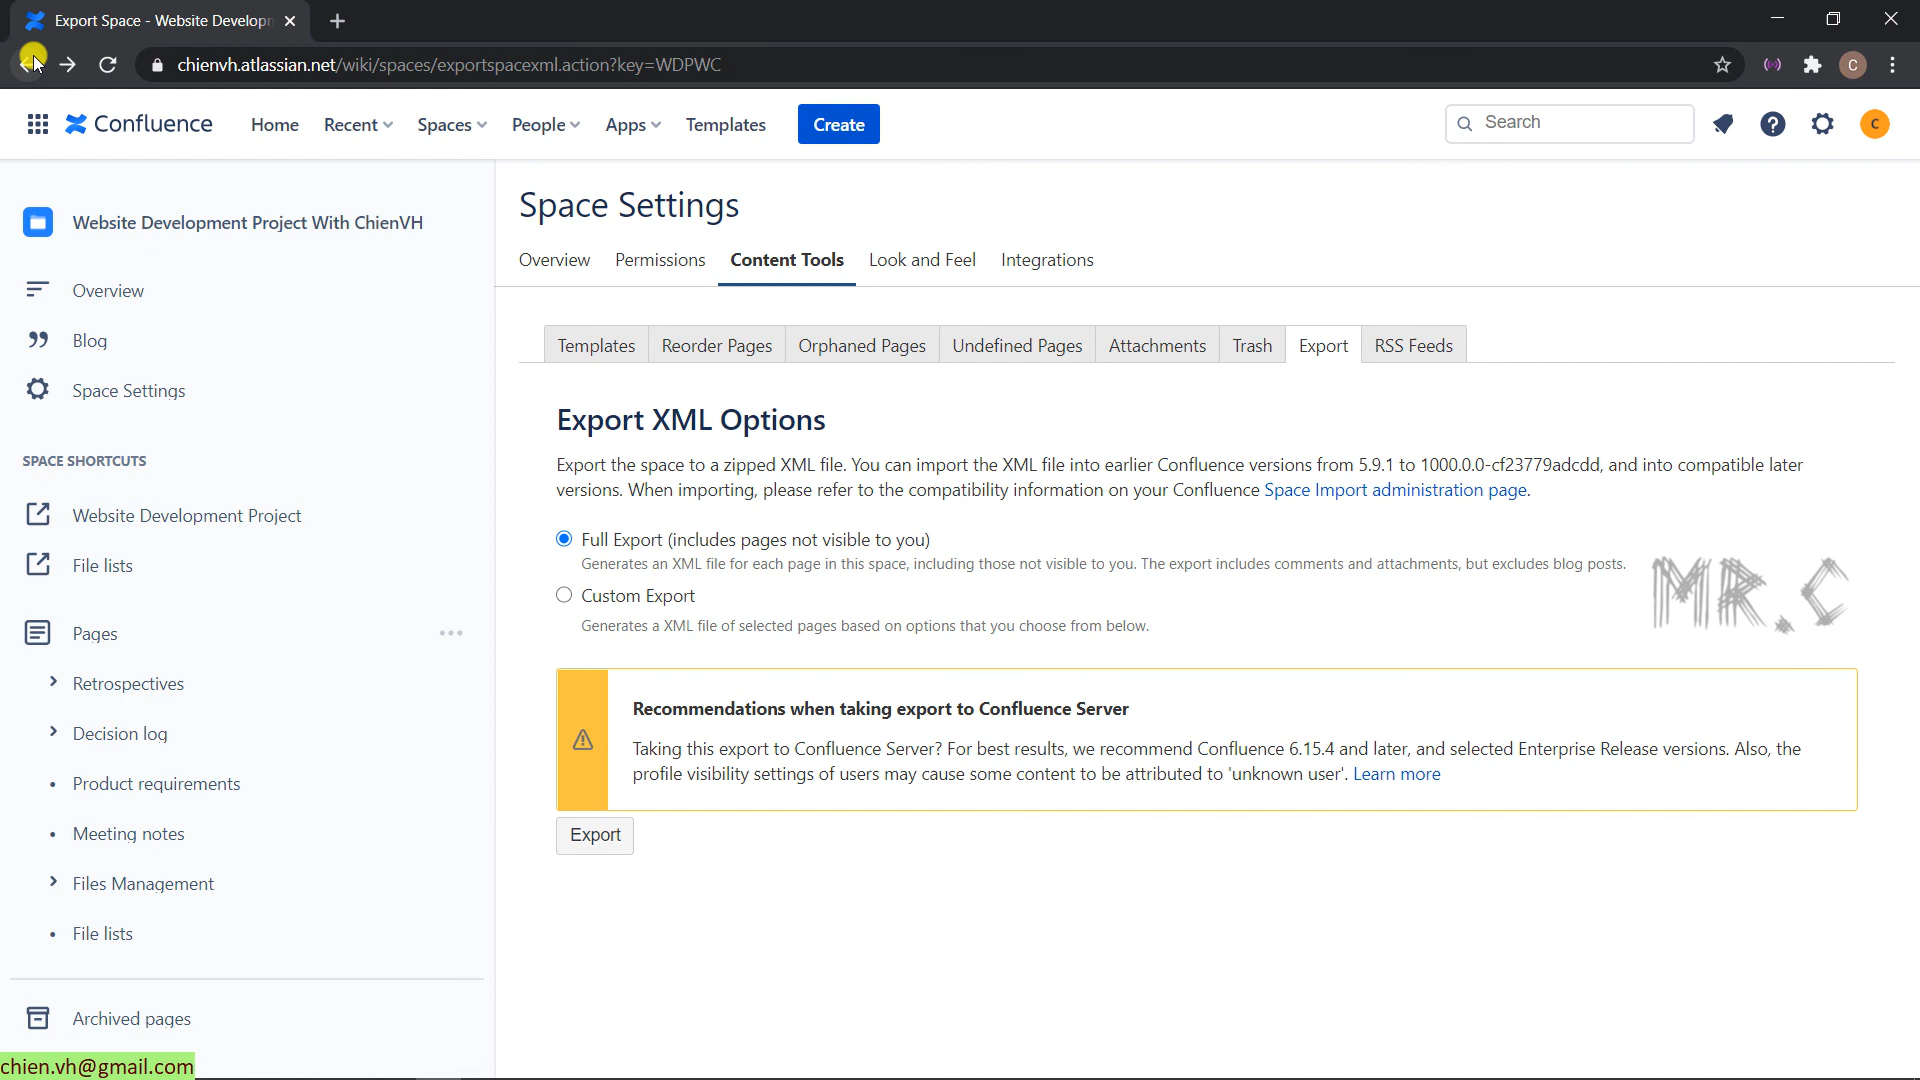 Export Space - Website Develop
chienvh.atlassian.net/wiki/spaces/exportspacexml.action?key=WDPWC
C
Confluence
Home
Recent
Spaces
People
Apps
Templates
Create
Search
C
Website Development Project With ChienVH
Overview
Blog
Space Settings
SPACE SHORTCUTS
Website Development Project
File lists
Pages
Retrospectives
Decision log
Product requirements
Meeting notes
Files Management
File lists
Archived pages
chien.vh@gmail.com
Space Settings
Overview
Permissions
Content Tools
Look and Feel
Integrations
Templates
Reorder Pages
Orphaned Pages
Undefined Pages
Attachments
Trash
Export
RSS Feeds
Export XML Options
Export the space to a zipped XML file. You can import the XML file into earlier Confluence versions from 5.9.1 to 1000.0.0-cf23779adcdd, and into compatible later
versions. When importing, please refer to the compatibility information on your Confluence Space Import administration page.
Full Export (includes pages not visible to you)
Generates an XML file for each page in this space, including those not visible to you. The export includes comments and attachments, but excludes blog posts.
Custom Export
Generates a XML file of selected pages based on options that you choose from below.
MR.C
Recommendations when taking export to Confluence Server
Taking this export to Confluence Server? For best results, we recommend Confluence 6.15.4 and later, and selected Enterprise Release versions. Also, the
profile visibility settings of users may cause some content to be attributed to 'unknown user'. Learn more
Export